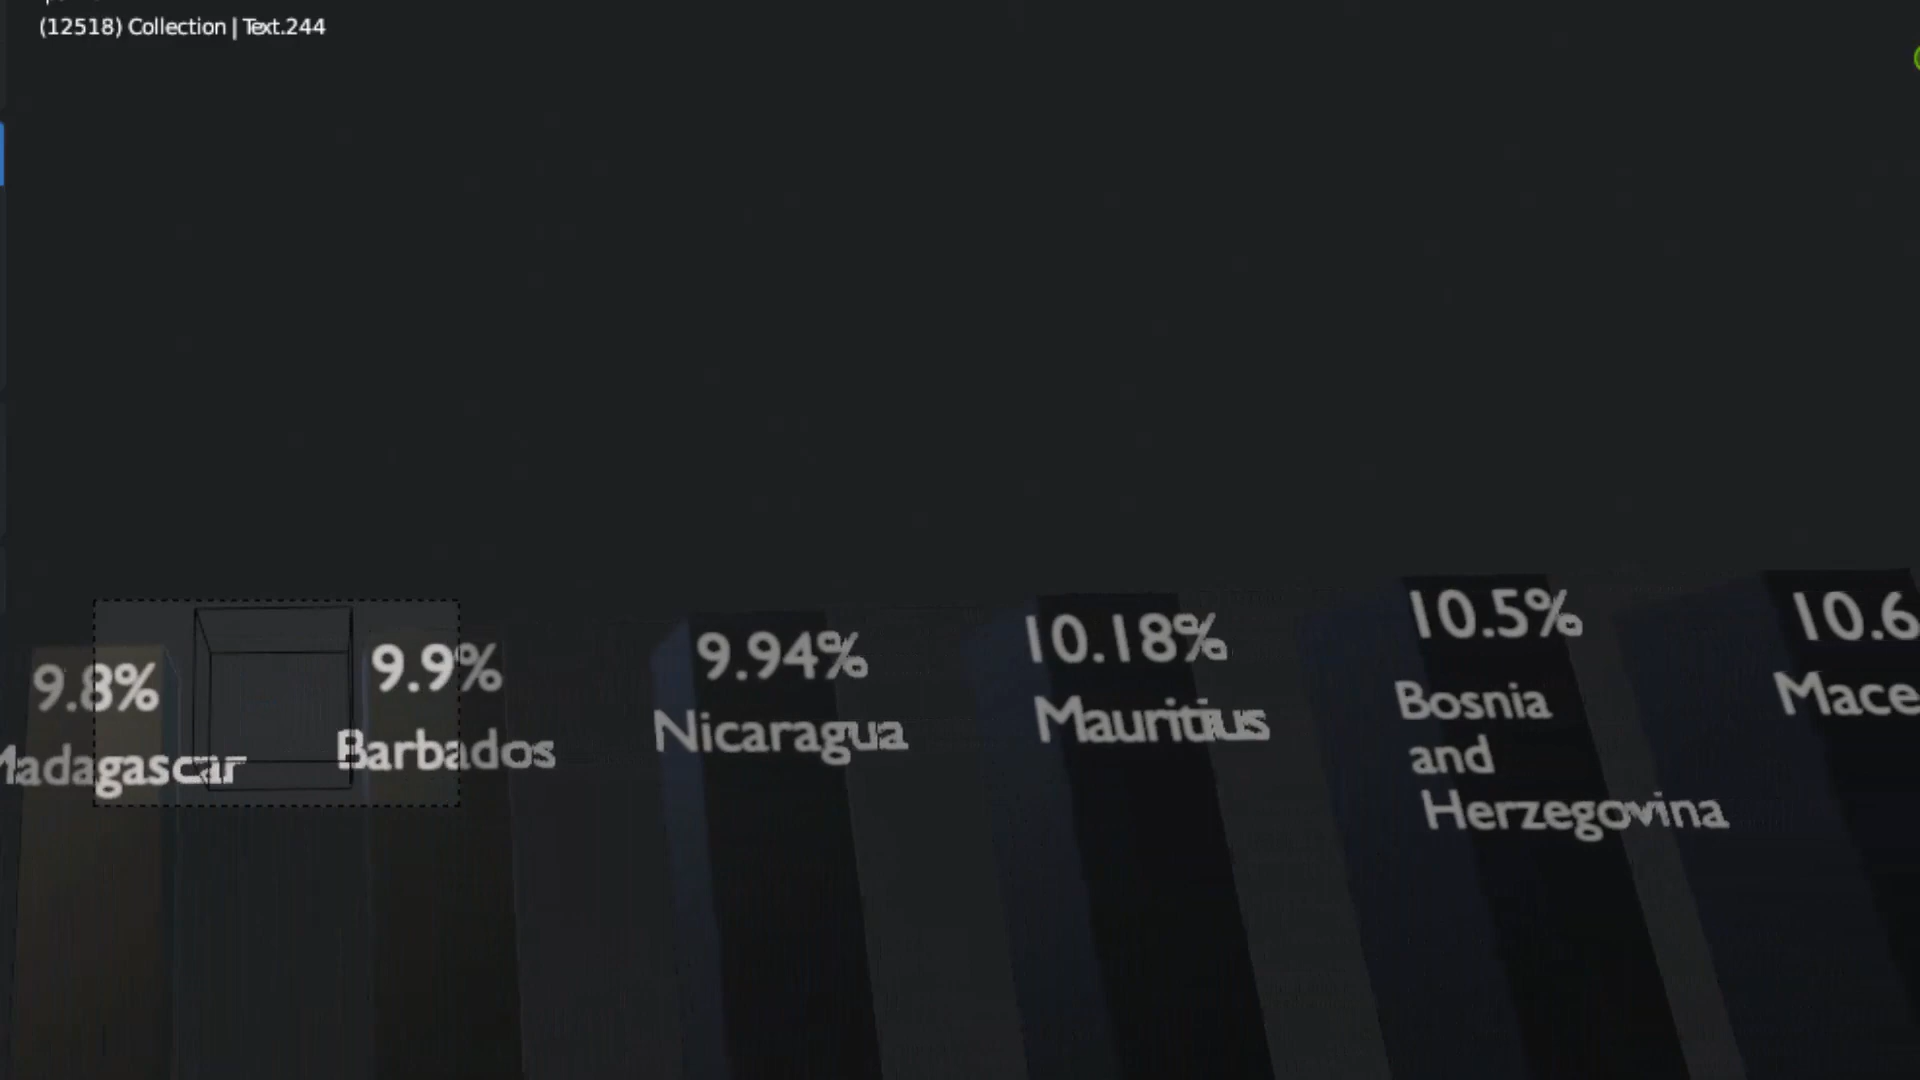 (12518) Collection | Text.244
9.8%
Madagascar
9.9%
Barbados
9.94%
Nicaragua
10.18%
Mauritius
10.5%
Bosnia
and
Herzegovina
10.6
Mace